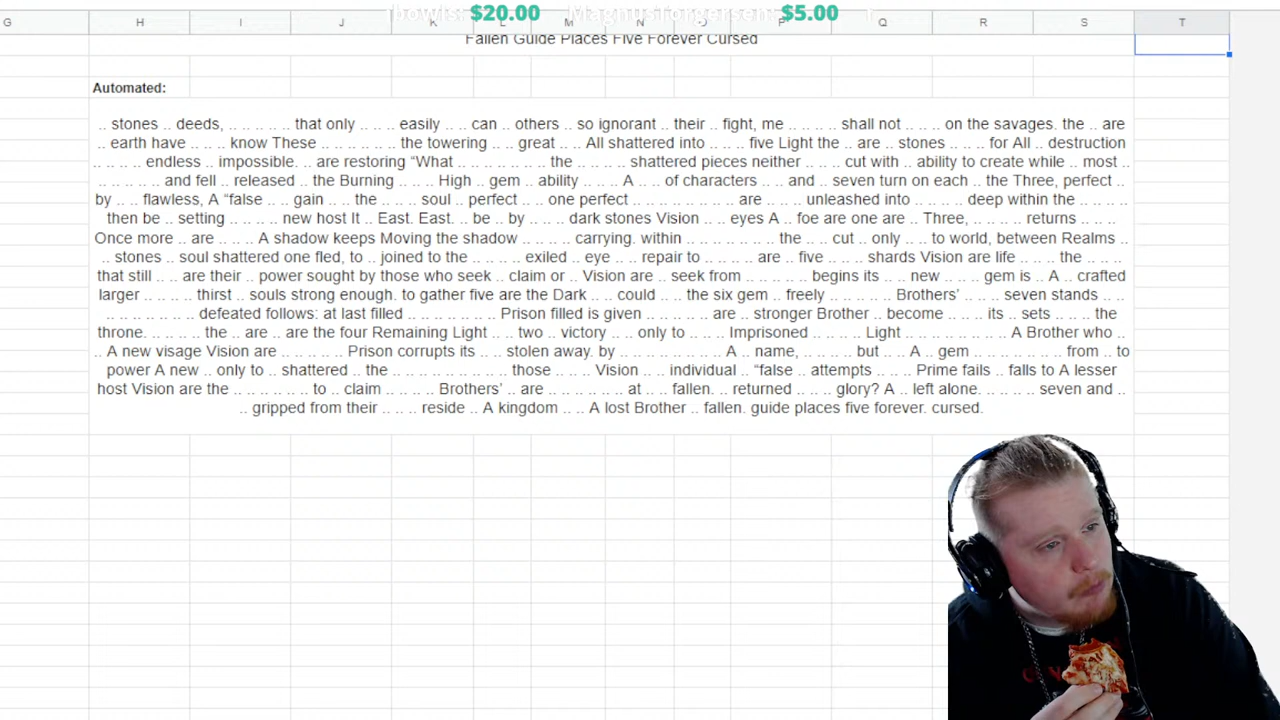 bowls: $20.00 MagnusTorgersen: $5.00
G H I J K L M N O P Q R S T
Fallen Guide Places Five Forever Cursed
Automated:
.. stones .. deeds, .. .. .. .. that only .. .. .. easily .. can .. others .. so ignorant .. their .. fight, me .. .. .. shall not .. .. .. on the savages. the .. are
.. earth have .. .. .. know These .. .. .. .. .. the towering .. great .. .. All shattered into .. .. .. five Light the .. are .. stones .. .. .. for All .. destruction
.. .. .. .. endless .. impossible. .. are restoring “What .. .. .. .. .. .. the .. .. .. shattered pieces neither .. .. cut with .. ability to create while .. most ..
.. .. .. .. and fell .. released .. the Burning .. .. .. High .. gem .. ability .. .. .. A .. .. of characters .. .. and .. seven turn on each .. the Three, perfect ..
by .. .. flawless, A “false .. gain .. .. the .. .. soul .. perfect .. .. one perfect .. .. .. .. .. .. .. are .. .. unleashed into .. .. .. deep within the ..
then be .. setting .. .. .. new host It .. East. East. .. be .. by .. .. dark stones Vision .. .. eyes A .. foe are one are .. Three, .. .. .. returns .. .. ..
Once more .. are .. .. .. A shadow keeps Moving the shadow .. .. .. .. carrying. within .. .. .. .. .. .. the .. .. cut .. only .. .. to world, between Realms ..
.. stones .. soul shattered one fled, to .. joined to the .. .. .. .. exiled .. eye .. .. repair to .. .. .. are .. five .. .. shards Vision are life .. .. the .. ..
that still .. .. are their .. power sought by those who seek .. claim or .. Vision are .. seek from .. .. .. .. begins its .. new .. .. gem is .. A .. crafted
larger .. .. .. thirst .. souls strong enough. to gather five are the Dark .. .. could .. .. the six gem .. freely .. .. .. .. Brothers’ .. .. seven stands .. ..
.. .. .. .. .. defeated follows: at last filled .. .. .. .. .. Prison filled is given .. .. .. .. are .. stronger Brother .. become .. .. its .. sets .. .. the
throne. .. .. .. the .. are .. are the four Remaining Light .. .. two .. victory .. .. only to .. .. Imprisoned .. .. .. Light .. .. .. .. .. A Brother who ..
.. A new visage Vision are .. .. .. .. Prison corrupts its .. .. stolen away. by .. .. .. .. .. .. A .. name, .. .. .. but .. A .. gem .. .. .. .. .. from .. to
power A new .. only to .. shattered .. the .. .. .. .. .. those .. .. Vision .. individual .. “false .. attempts .. .. Prime fails .. falls to A lesser
host Vision are the .. .. .. .. to .. claim .. .. .. Brothers’ .. are .. .. .. .. at .. fallen. .. returned .. .. glory? A .. left alone. .. .. .. seven and ..
.. gripped from their .. .. .. reside .. A kingdom .. .. A lost Brother .. fallen. guide places five forever. cursed.